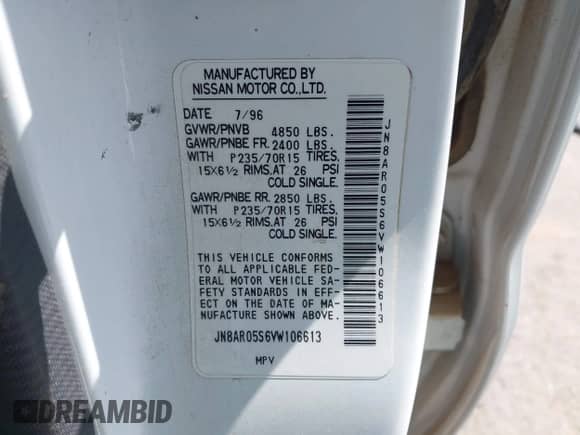 MANUFACTURED BY
NISSAN MOTOR CO.,LTD.
DATE 7/96
GVWR/PNVB 4850 LBS.
GAWR/PNBE FR. 2400 LBS.
WITH P235/70R15 TIRES,
15X6½ RIMS,AT 26 PSI
COLD SINGLE.
GAWR/PNBE RR. 2850 LBS.
WITH P235/70R15 TIRES,
15X6½ RIMS,AT 26 PSI
COLD SINGLE.
THIS VEHICLE CONFORMS
TO ALL APPLICABLE FED-
ERAL MOTOR VEHICLE SA-
FETY STANDARDS IN EFF-
ECT ON THE DATE OF MA-
NUFACTURE SHOWN ABOVE.
JN8AR05S6VW106613
MPV
JN8AR05S6VW106613
DREAMBID